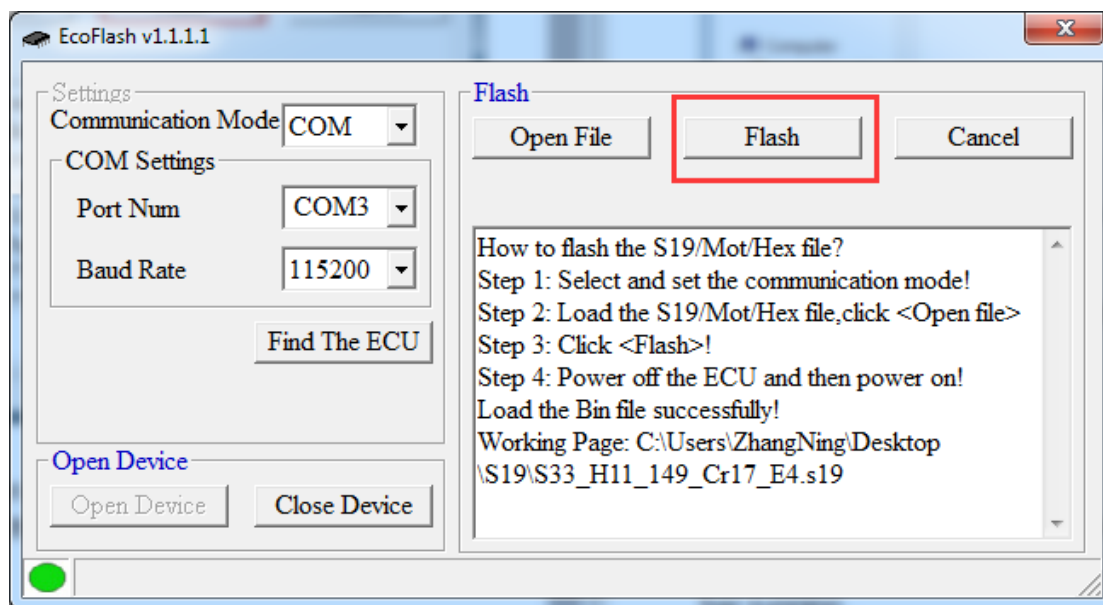 EcoFlash v1.1.1.1
Computer
Settings
Communication Mode COM
COM Settings
Port Num COM3
Baud Rate 115200
Find The ECU
Open Device
Open Device Close Device
Flash
Open File Flash Cancel
How to flash the S19/Mot/Hex file?
Step 1: Select and set the communication mode!
Step 2: Load the S19/Mot/Hex file,click <Open file>
Step 3: Click <Flash>!
Step 4: Power off the ECU and then power on!
Load the Bin file successfully!
Working Page: C:\Users\ZhangNing\Desktop
\S19\S33_H11_149_Cr17_E4.s19